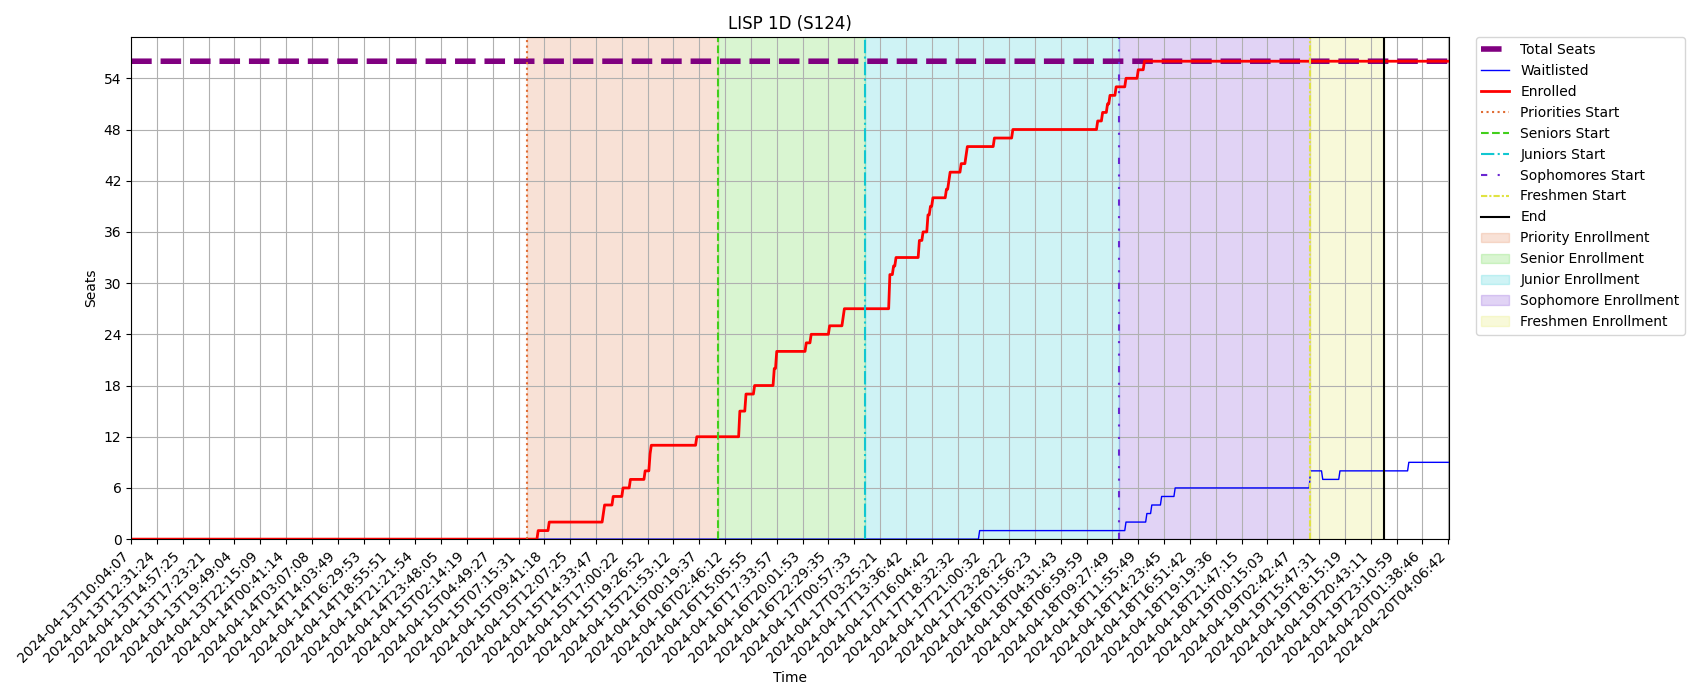 LISP 1D (S124)
Seats
54
48
42
36
30
24
18
12
6
0
2024-04-13T10:04:07
2024-04-13T12:31:24
2024-04-13T14:57:25
2024-04-13T17:23:21
2024-04-13T19:49:04
2024-04-13T22:15:09
2024-04-14T00:41:14
2024-04-14T03:07:08
2024-04-14T14:03:49
2024-04-14T16:29:53
2024-04-14T18:55:51
2024-04-14T21:21:54
2024-04-14T23:48:05
2024-04-15T02:14:19
2024-04-15T04:49:27
2024-04-15T07:15:31
2024-04-15T09:41:18
2024-04-15T12:07:25
2024-04-15T14:33:47
2024-04-15T17:00:22
2024-04-15T19:26:52
2024-04-15T21:53:12
2024-04-16T00:19:37
2024-04-16T02:46:12
2024-04-16T15:05:55
2024-04-16T17:33:57
2024-04-16T20:01:53
2024-04-16T22:29:35
2024-04-17T00:57:33
2024-04-17T03:25:21
2024-04-17T13:36:42
2024-04-17T16:04:42
2024-04-17T18:32:32
2024-04-17T21:00:32
2024-04-17T23:28:22
2024-04-18T01:56:23
2024-04-18T04:31:43
2024-04-18T06:59:59
2024-04-18T09:27:49
2024-04-18T11:55:49
2024-04-18T14:23:45
2024-04-18T16:51:42
2024-04-18T19:19:36
2024-04-18T21:47:15
2024-04-19T00:15:03
2024-04-19T02:42:47
2024-04-19T15:47:31
2024-04-19T18:15:19
2024-04-19T20:43:11
2024-04-19T23:10:59
2024-04-20T01:38:46
2024-04-20T04:06:42
Time
Total Seats
Waitlisted
Enrolled
Priorities Start
Seniors Start
Juniors Start
Sophomores Start
Freshmen Start
End
Priority Enrollment
Senior Enrollment
Junior Enrollment
Sophomore Enrollment
Freshmen Enrollment